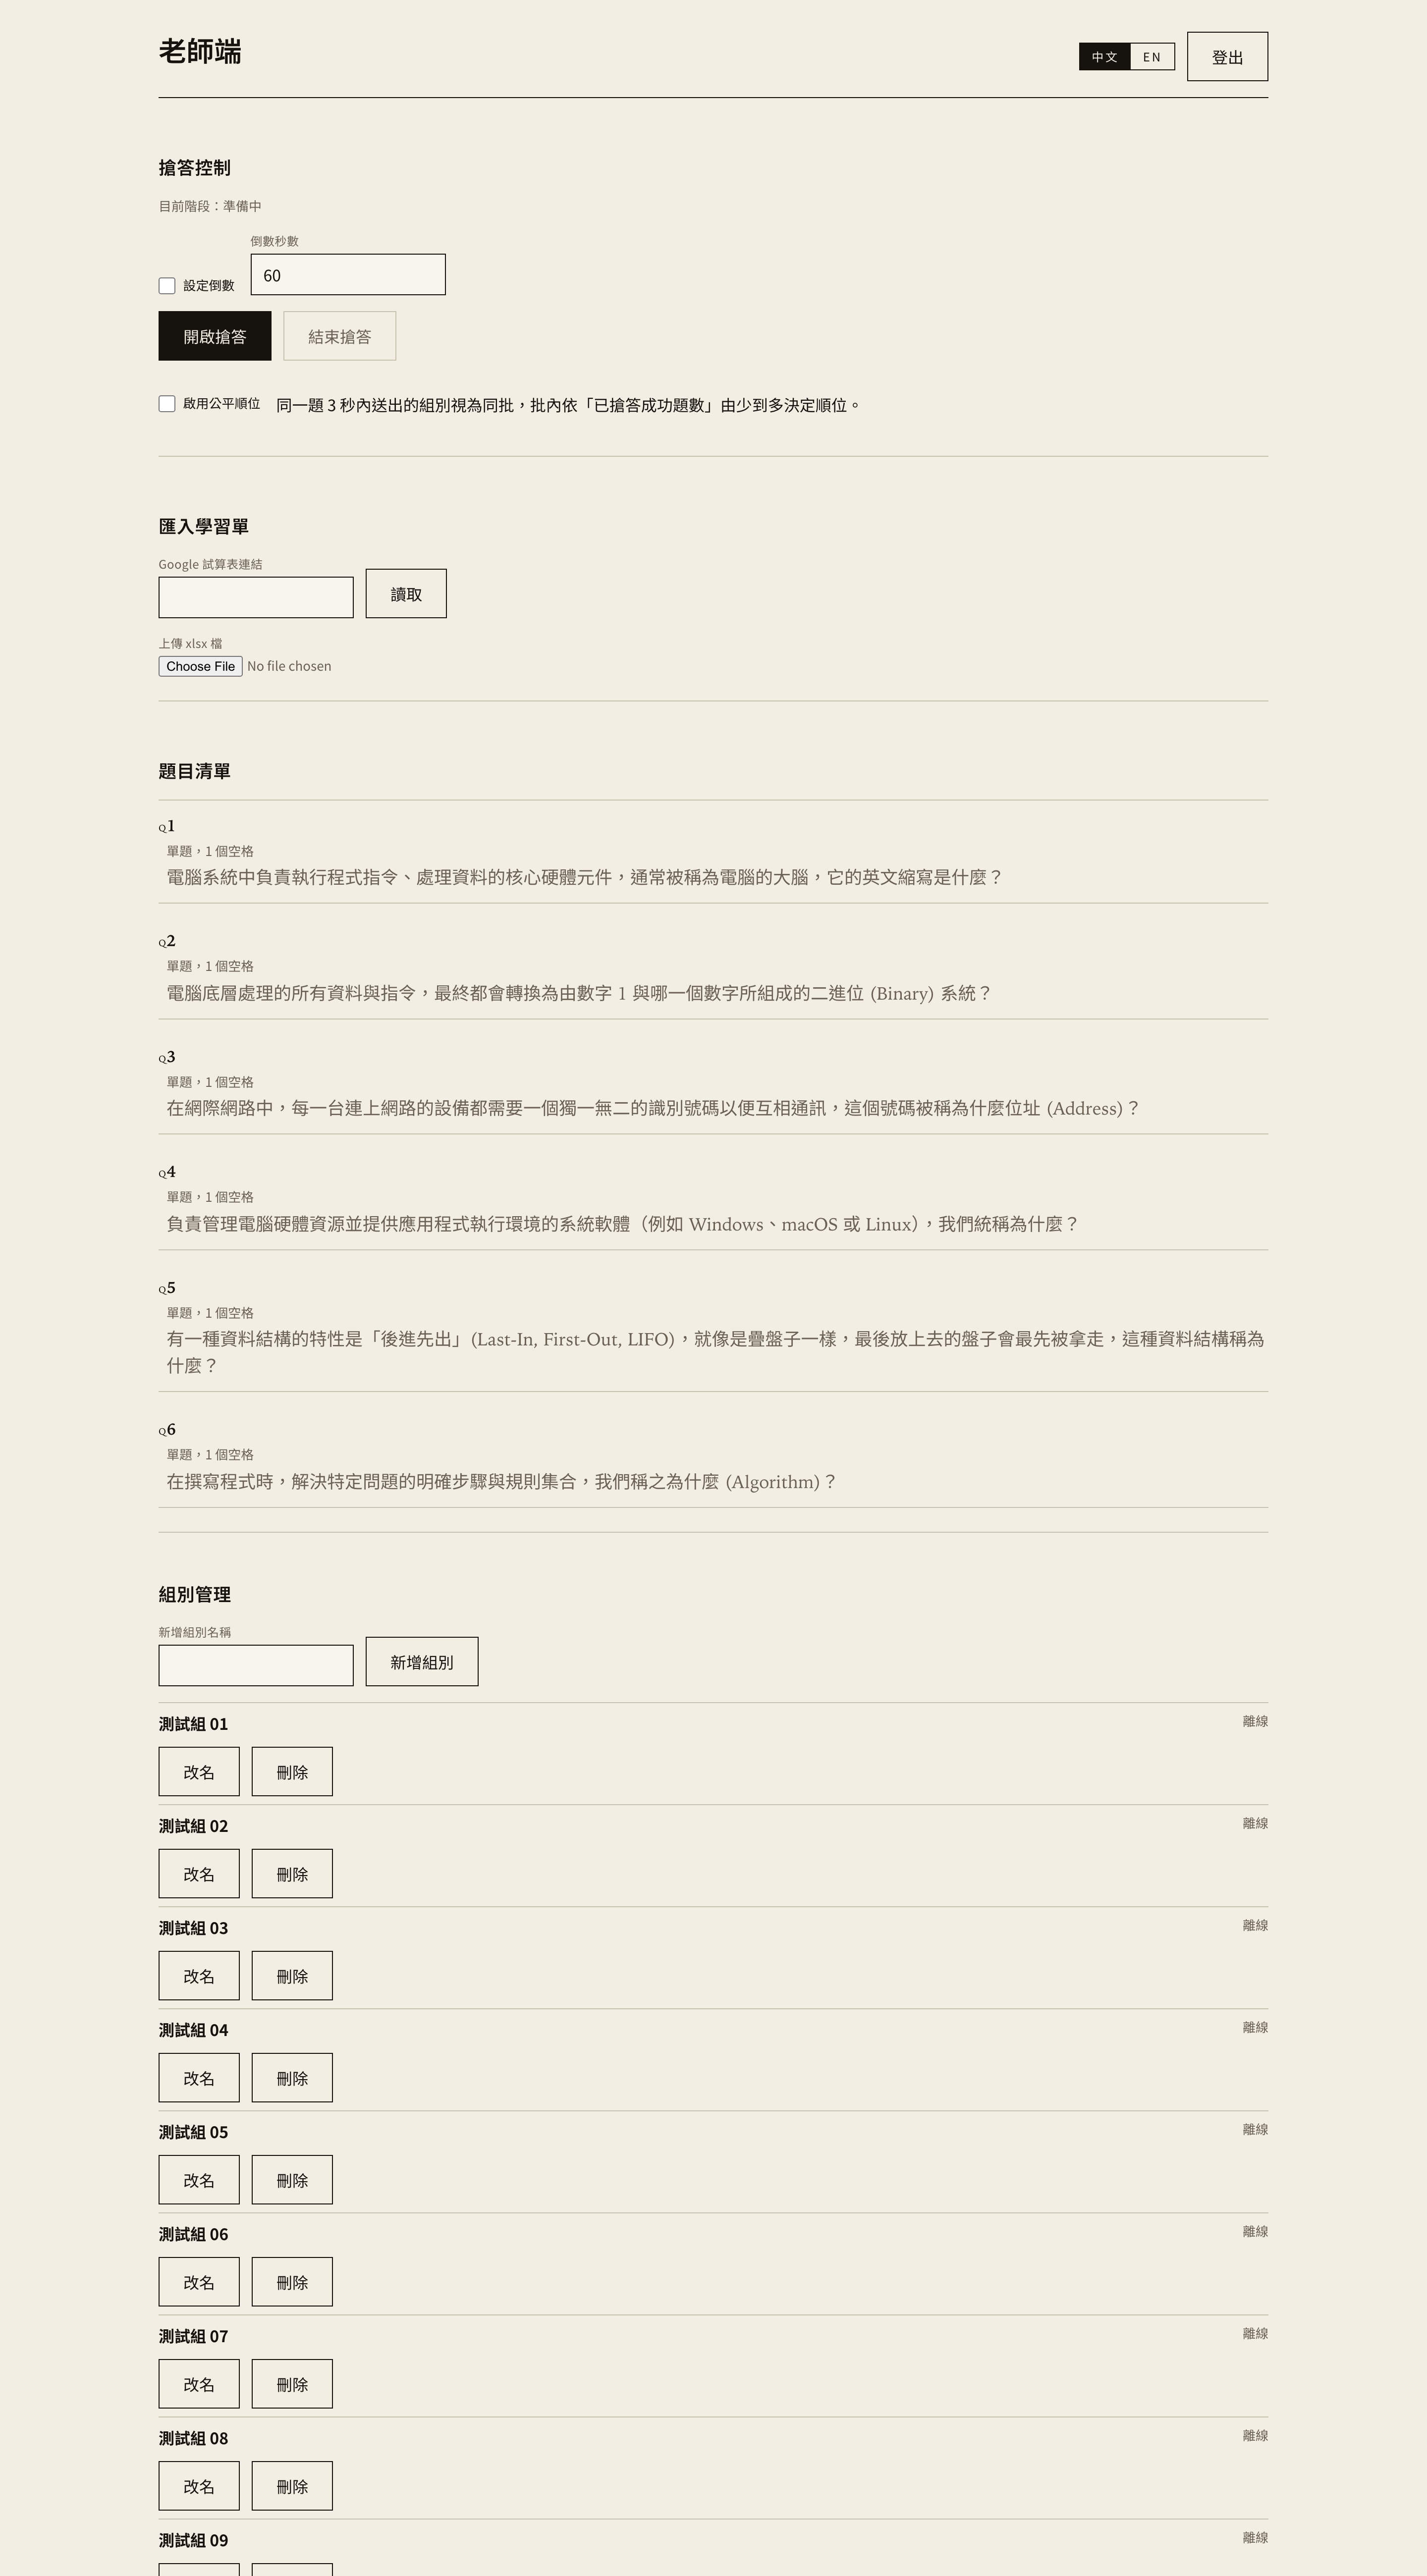 老師端
中文 EN 登出
搶答控制
目前階段：準備中
倒數秒數
設定倒數 60
開啟搶答 結束搶答
啟用公平順位 同一題 3 秒內送出的組別視為同批，批內依「已搶答成功題數」由少到多決定順位。
匯入學習單
Google 試算表連結
讀取
上傳 xlsx 檔
Choose File No file chosen
題目清單
Q1
單題，1 個空格
電腦系統中負責執行程式指令、處理資料的核心硬體元件，通常被稱為電腦的大腦，它的英文縮寫是什麼？
Q2
單題，1 個空格
電腦底層處理的所有資料與指令，最終都會轉換為由數字 1 與哪一個數字所組成的二進位 (Binary) 系統？
Q3
單題，1 個空格
在網際網路中，每一台連上網路的設備都需要一個獨一無二的識別號碼以便互相通訊，這個號碼被稱為什麼位址 (Address)？
Q4
單題，1 個空格
負責管理電腦硬體資源並提供應用程式執行環境的系統軟體（例如 Windows、macOS 或 Linux），我們統稱為什麼？
Q5
單題，1 個空格
有一種資料結構的特性是「後進先出」(Last-In, First-Out, LIFO)，就像是疊盤子一樣，最後放上去的盤子會最先被拿走，這種資料結構稱為
什麼？
Q6
單題，1 個空格
在撰寫程式時，解決特定問題的明確步驟與規則集合，我們稱之為什麼 (Algorithm)？
組別管理
新增組別名稱
新增組別
測試組 01 離線
改名 刪除
測試組 02 離線
改名 刪除
測試組 03 離線
改名 刪除
測試組 04 離線
改名 刪除
測試組 05 離線
改名 刪除
測試組 06 離線
改名 刪除
測試組 07 離線
改名 刪除
測試組 08 離線
改名 刪除
測試組 09 離線